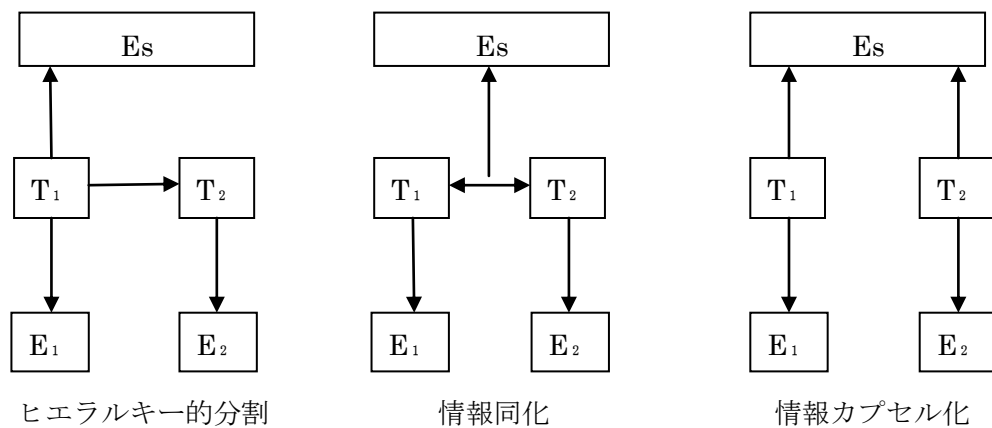 Es Es Es
T₁ T₂ T₁ T₂ T₁ T₂
E₁ E₂ E₁ E₂ E₁ E₂
ヒエラルキー的分割 情報同化 情報カプセル化